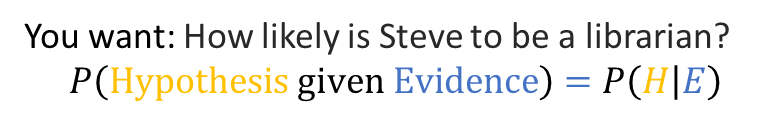 You want: How likely is Steve to be a librarian?
P(Hypothesis given Evidence) = P(H|E)